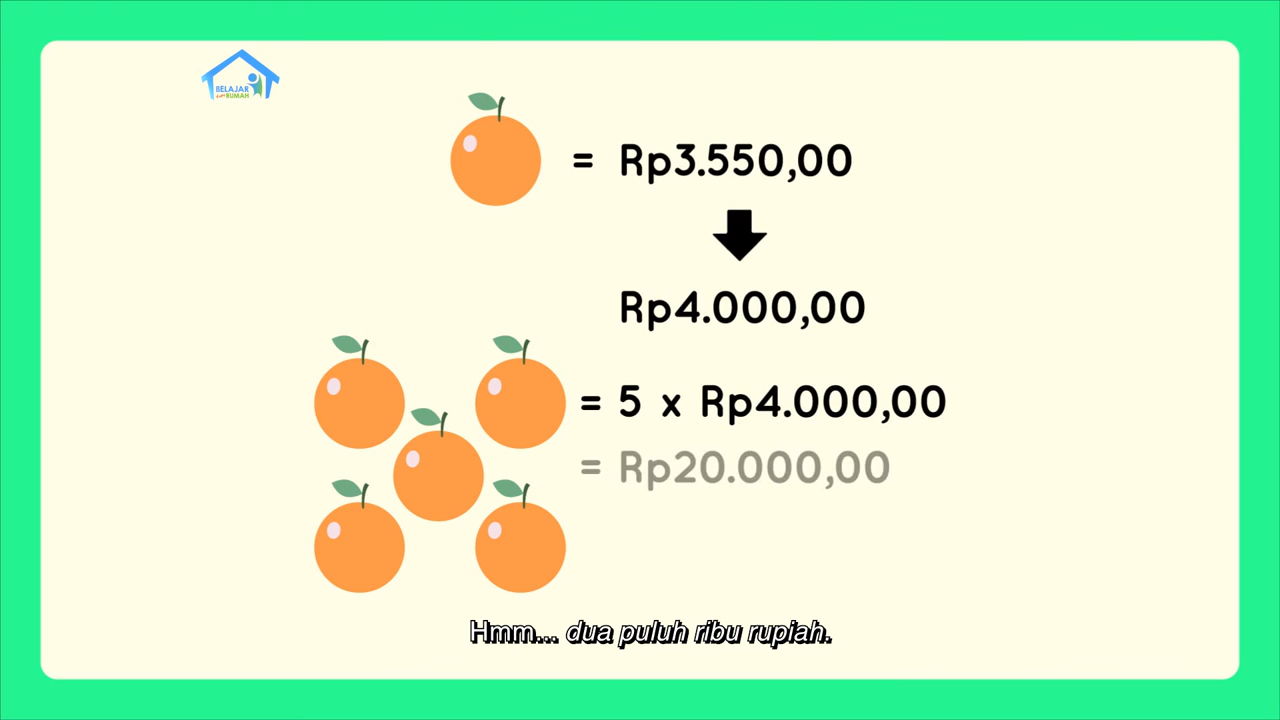 BELAJAR
dari RUMAH
= Rp3.550,00
Rp4.000,00
= 5 x Rp4.000,00
= Rp20.000,00
Hmm... dua puluh ribu rupiah.